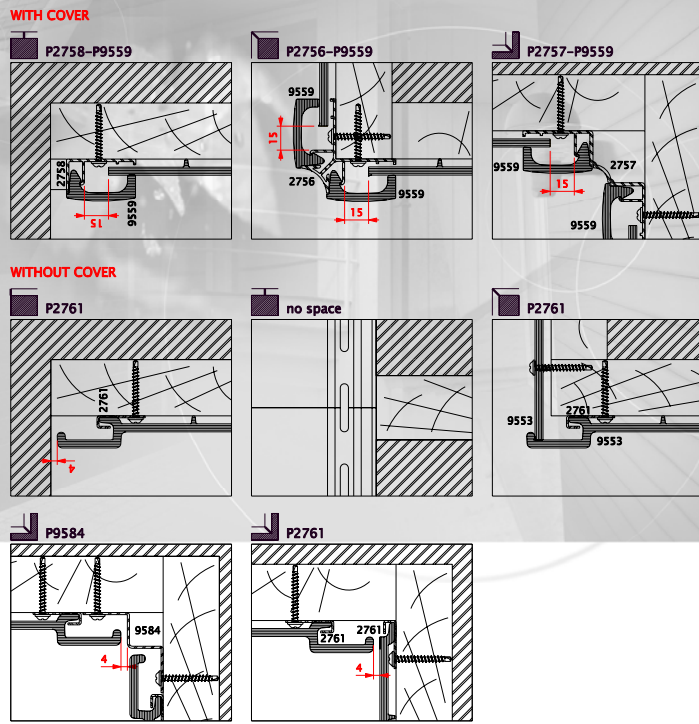 WITH COVER
P2758-P9559
P2756-P9559
P2757-P9559
2758
15
9559
9559
15
2756
15
9559
9559
15
2757
9559
WITHOUT COVER
P2761
no space
P2761
2761
4
9553
2761
9553
P9584
P2761
9584
4
2761
2761
4